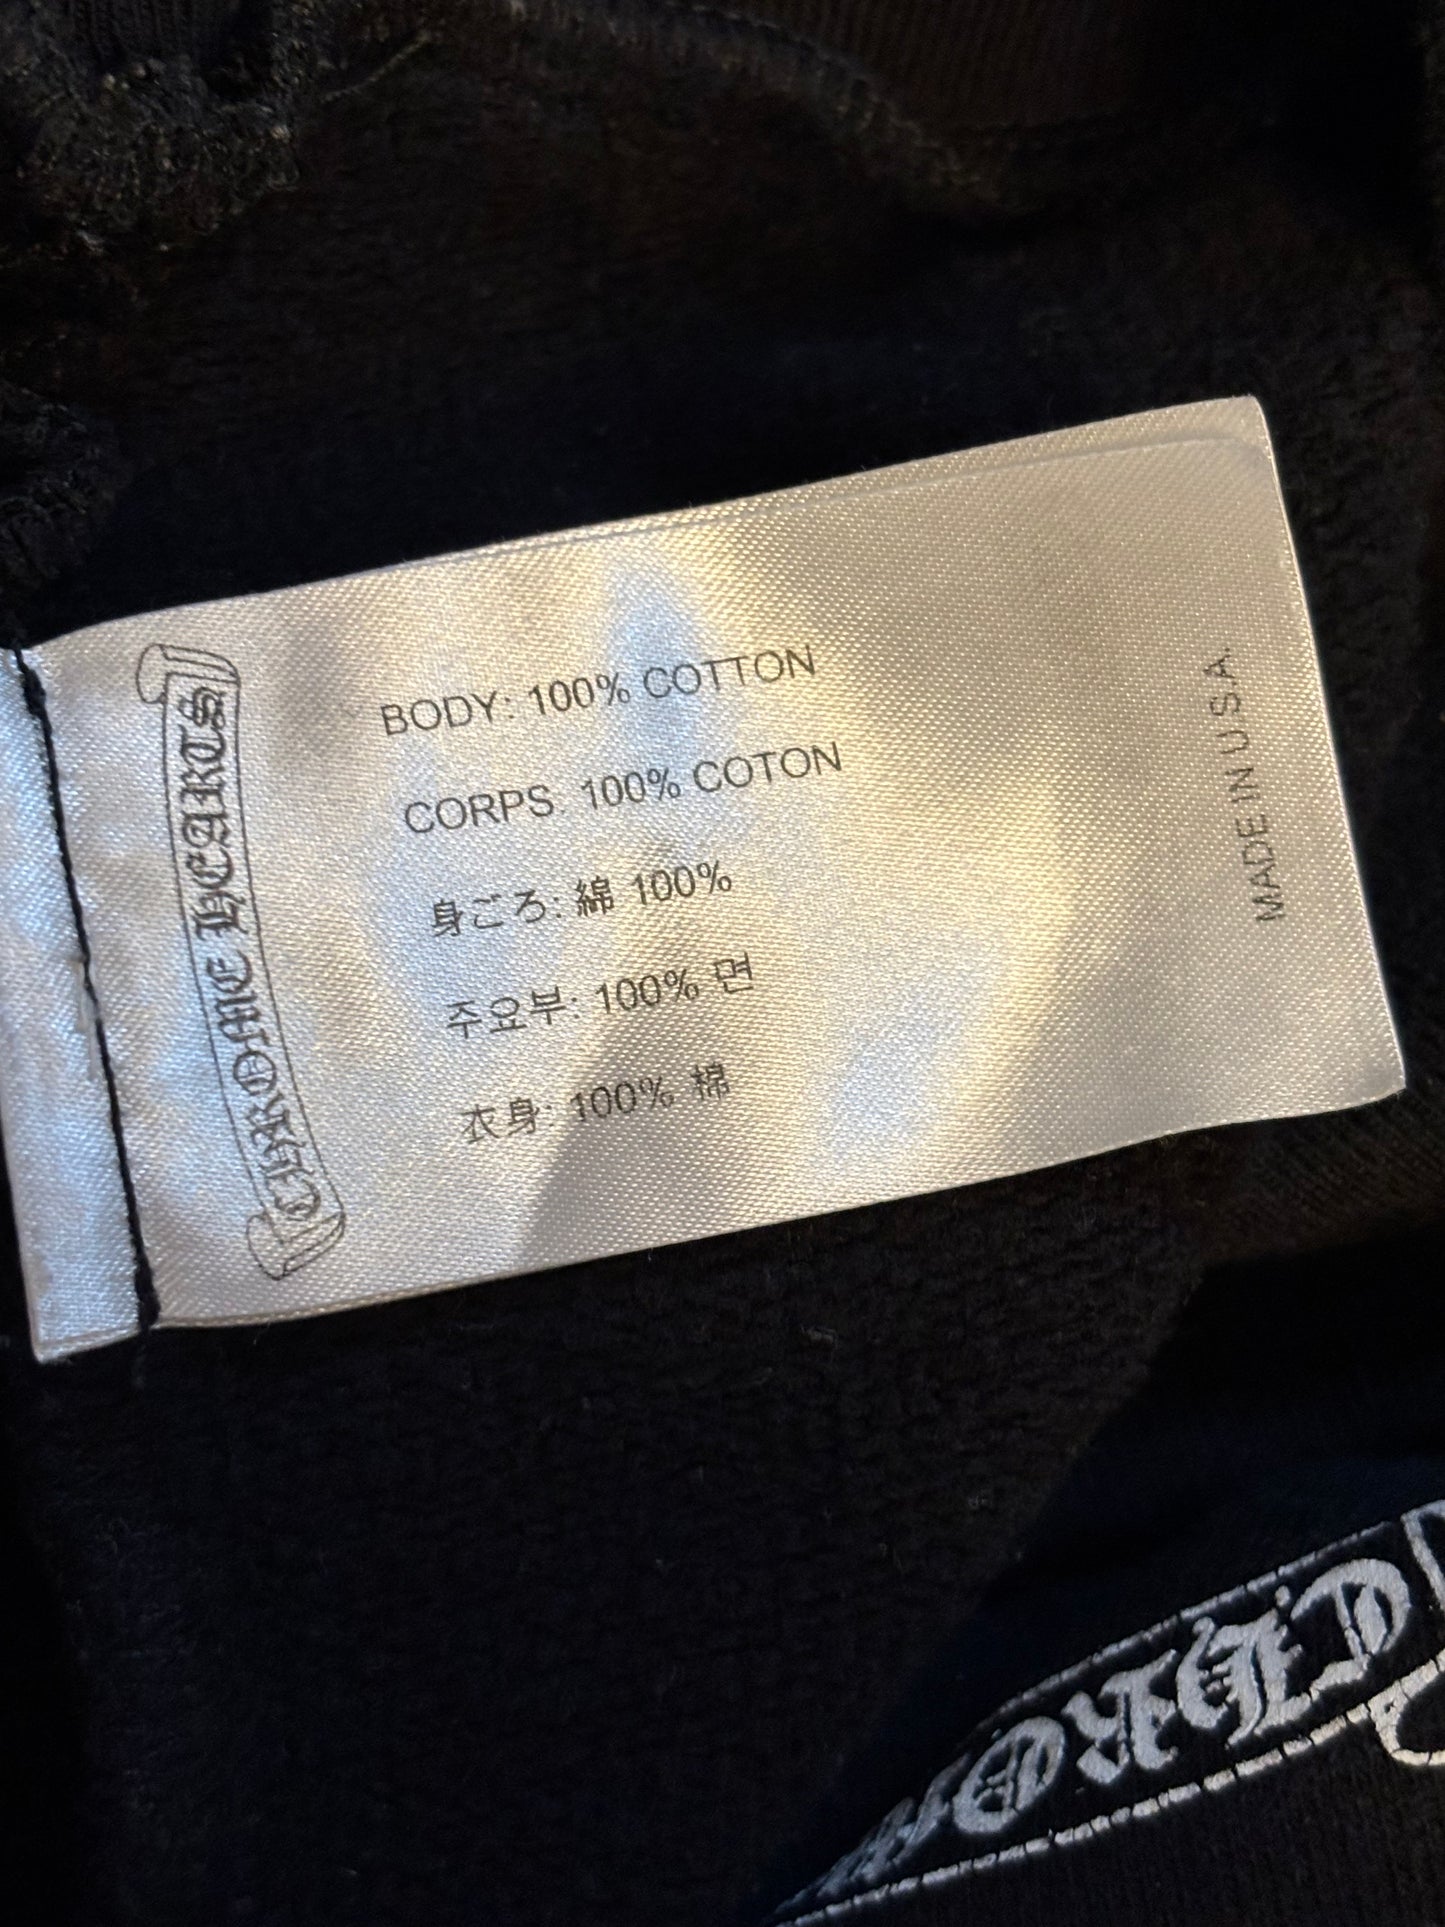 CHROME HEARTS
BODY: 100% COTTON
CORPS: 100% COTON
身ごろ: 綿 100%
주요부: 100% 면
衣身: 100% 棉
MADE IN U.S.A.
CHRO